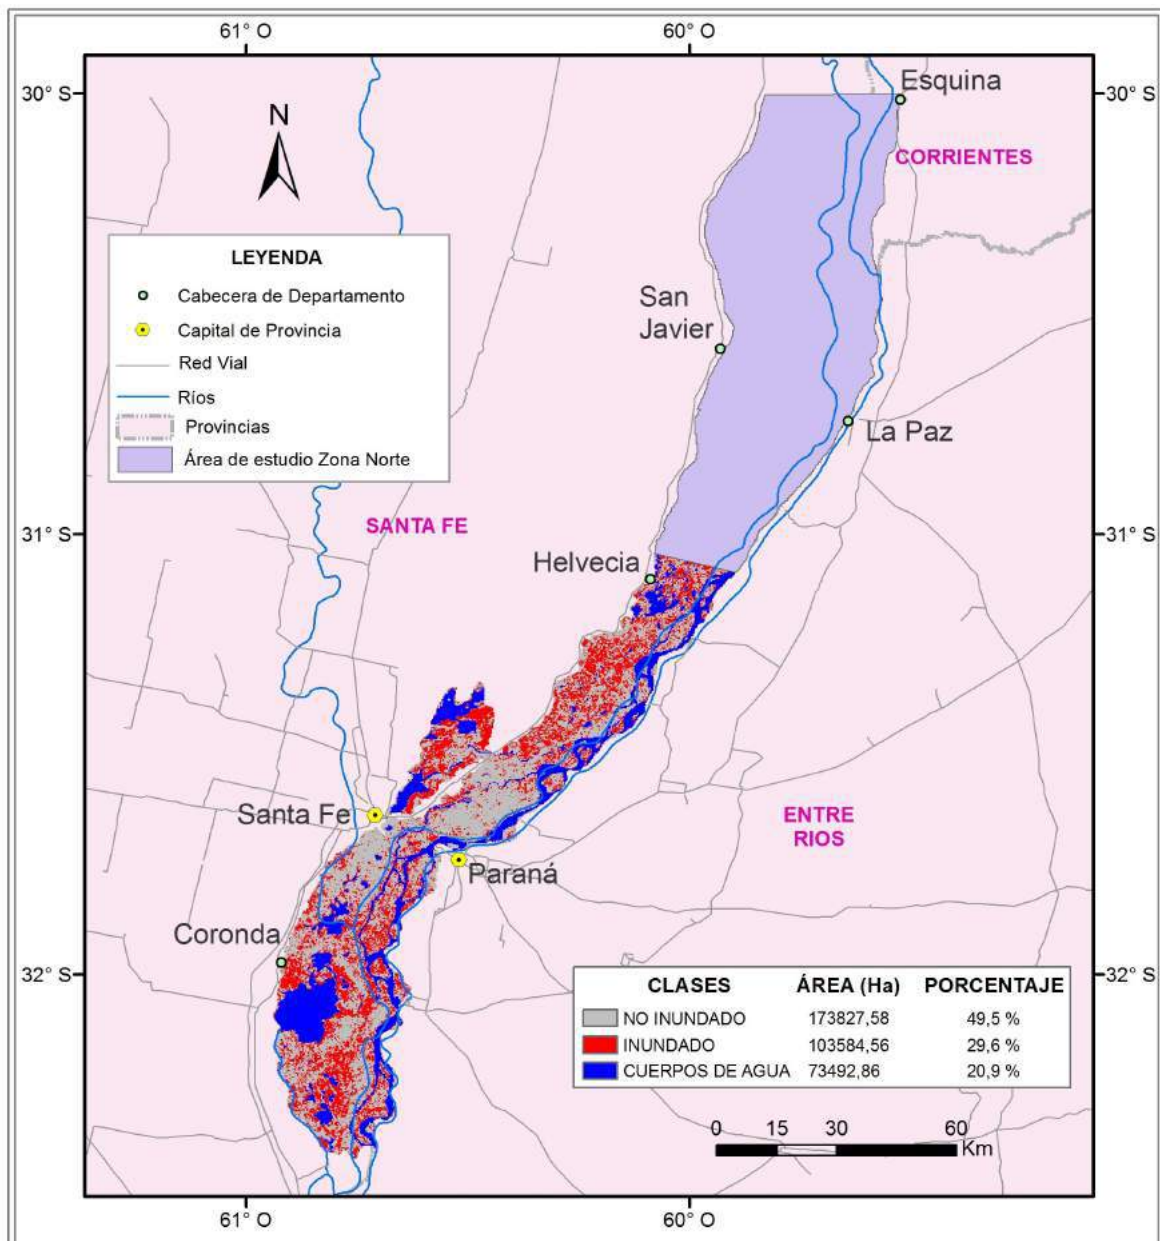 61° O 60° O
30° S 30° S
Esquina
N
CORRIENTES
LEYENDA
Cabecera de Departamento
Capital de Provincia
Red Vial
Ríos
Provincias
Área de estudio Zona Norte
San
Javier
La Paz
31° S 31° S
SANTA FE
Helvecia
Santa Fe
ENTRE
RIOS
Paraná
Coronda
32° S 32° S
CLASES ÁREA (Ha) PORCENTAJE
NO INUNDADO 173827,58 49,5 %
INUNDADO 103584,56 29,6 %
CUERPOS DE AGUA 73492,86 20,9 %
0 15 30 60
Km
61° O 60° O